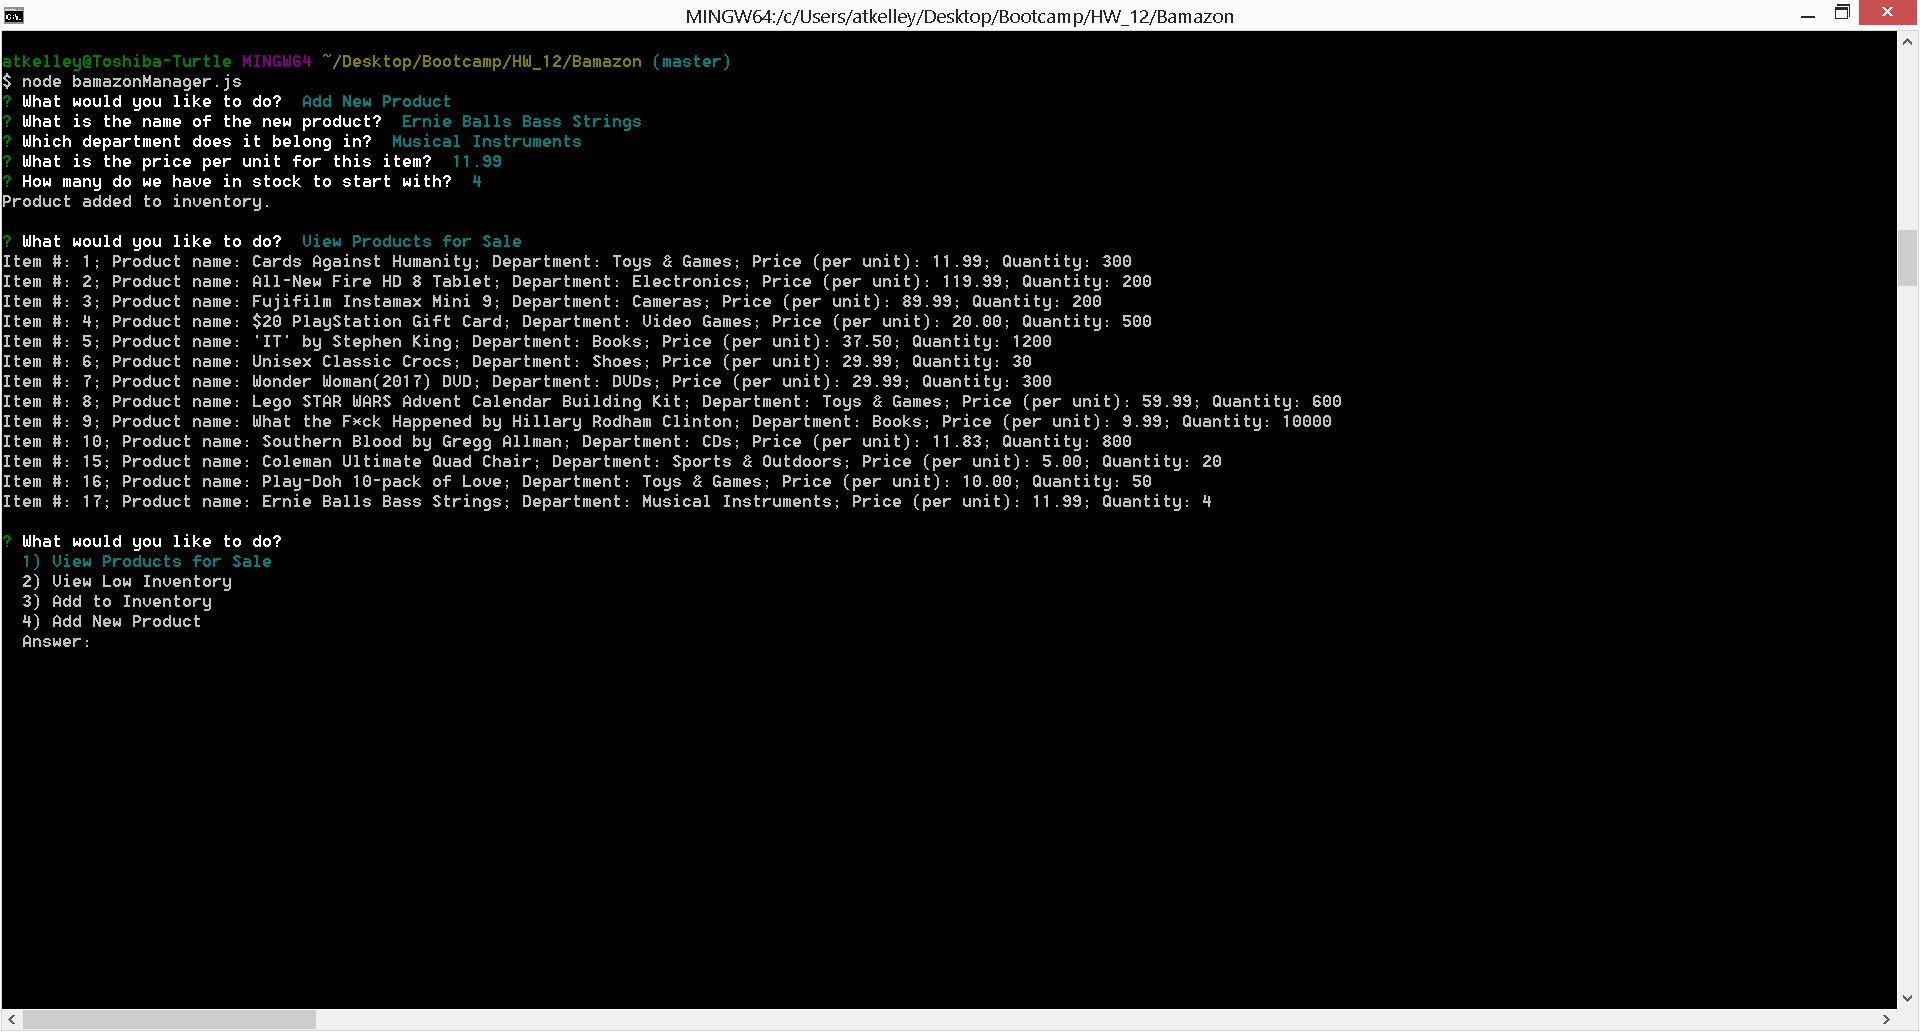 MINGW64:/c/Users/atkelley/Desktop/Bootcamp/HW_12/Bamazon
atkelley@Toshiba-Turtle MINGW64 ~/Desktop/Bootcamp/HW_12/Bamazon (master)
$ node bamazonManager.js
? What would you like to do?  Add New Product
? What is the name of the new product?  Ernie Balls Bass Strings
? Which department does it belong in?  Musical Instruments
? What is the price per unit for this item?  11.99
? How many do we have in stock to start with?  4
Product added to inventory.
? What would you like to do?  View Products for Sale
Item #: 1; Product name: Cards Against Humanity; Department: Toys & Games; Price (per unit): 11.99; Quantity: 300
Item #: 2; Product name: All-New Fire HD 8 Tablet; Department: Electronics; Price (per unit): 119.99; Quantity: 200
Item #: 3; Product name: Fujifilm Instamax Mini 9; Department: Cameras; Price (per unit): 89.99; Quantity: 200
Item #: 4; Product name: $20 PlayStation Gift Card; Department: Video Games; Price (per unit): 20.00; Quantity: 500
Item #: 5; Product name: 'IT' by Stephen King; Department: Books; Price (per unit): 37.50; Quantity: 1200
Item #: 6; Product name: Unisex Classic Crocs; Department: Shoes; Price (per unit): 29.99; Quantity: 30
Item #: 7; Product name: Wonder Woman(2017) DVD; Department: DVDs; Price (per unit): 29.99; Quantity: 300
Item #: 8; Product name: Lego STAR WARS Advent Calendar Building Kit; Department: Toys & Games; Price (per unit): 59.99; Quantity: 600
Item #: 9; Product name: What the F*ck Happened by Hillary Rodham Clinton; Department: Books; Price (per unit): 9.99; Quantity: 10000
Item #: 10; Product name: Southern Blood by Gregg Allman; Department: CDs; Price (per unit): 11.83; Quantity: 800
Item #: 15; Product name: Coleman Ultimate Quad Chair; Department: Sports & Outdoors; Price (per unit): 5.00; Quantity: 20
Item #: 16; Product name: Play-Doh 10-pack of Love; Department: Toys & Games; Price (per unit): 10.00; Quantity: 50
Item #: 17; Product name: Ernie Balls Bass Strings; Department: Musical Instruments; Price (per unit): 11.99; Quantity: 4
? What would you like to do?
1) View Products for Sale
2) View Low Inventory
3) Add to Inventory
4) Add New Product
Answer: